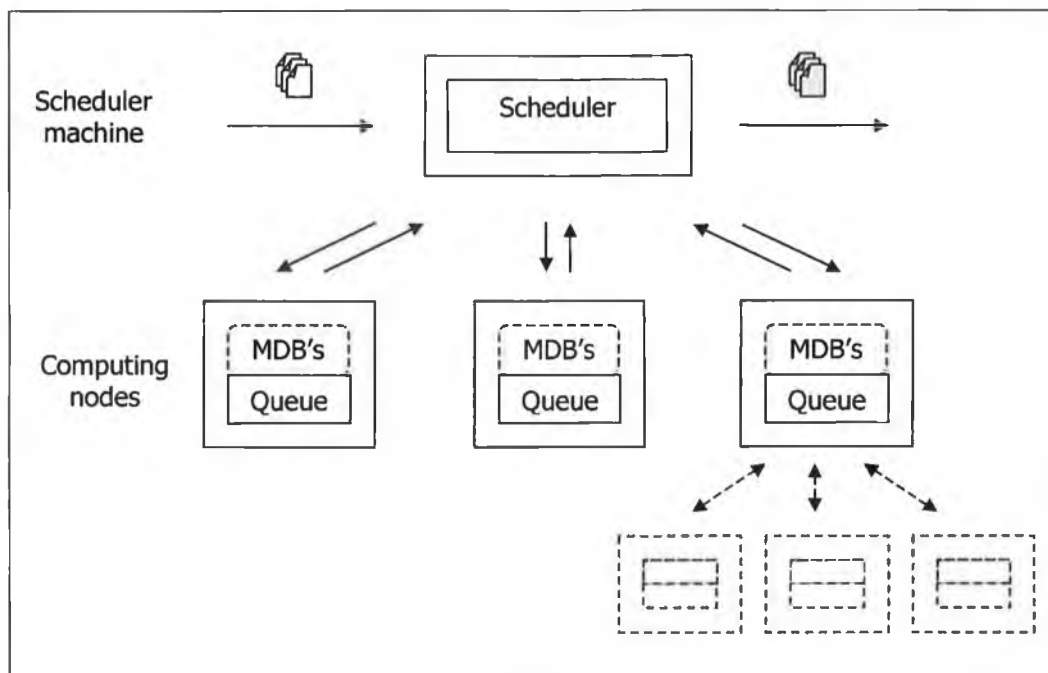 Scheduler
machine
Scheduler
Computing
nodes
MDB's
Queue
MDB's
Queue
MDB's
Queue